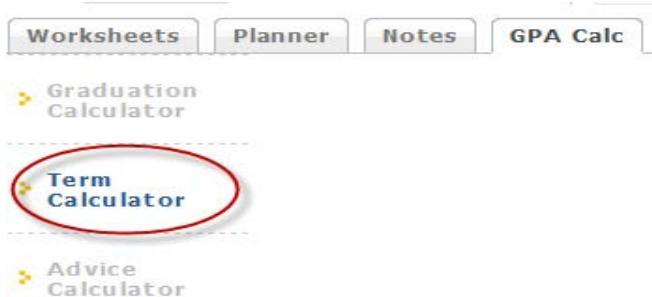 Worksheets Planner Notes GPA Calc
Graduation
Calculator
Term
Calculator
Advice
Calculator